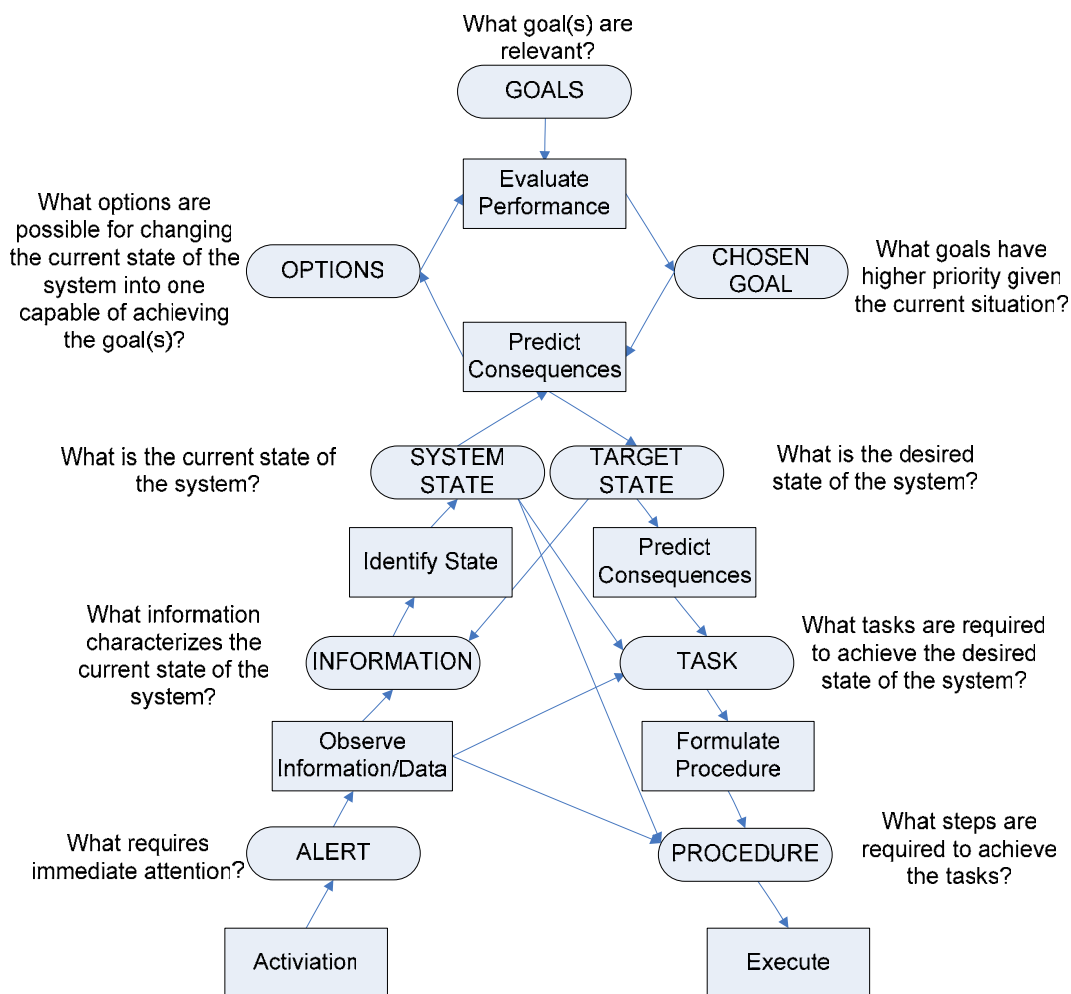 What goal(s) are
relevant?
GOALS
Evaluate
Performance
What options are
possible for changing
the current state of the
system into one
capable of achieving
the goal(s)?
OPTIONS
CHOSEN
GOAL
What goals have
higher priority given
the current situation?
Predict
Consequences
What is the current state of
the system?
SYSTEM
STATE
TARGET
STATE
What is the desired
state of the system?
Identify State
Predict
Consequences
What information
characterizes the
current state of the
system?
INFORMATION
TASK
What tasks are required
to achieve the desired
state of the system?
Observe
Information/Data
Formulate
Procedure
What requires
immediate attention?
ALERT
PROCEDURE
What steps are
required to achieve
the tasks?
Activiation
Execute